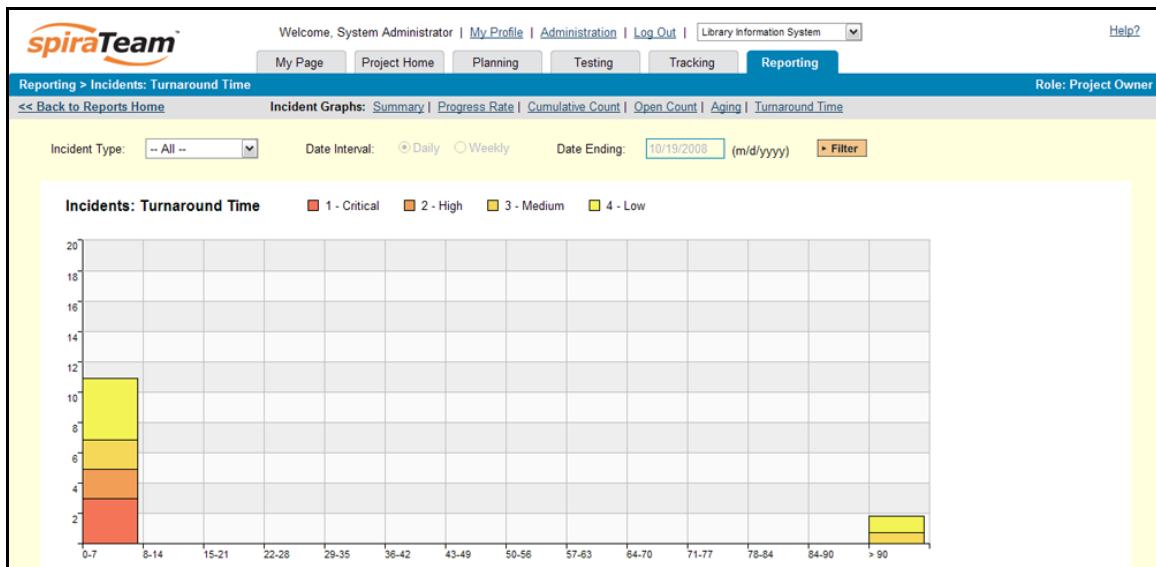 spiraTeam™
Welcome, System Administrator | My Profile | Administration | Log Out | Library Information System
Help?
My Page Project Home Planning Testing Tracking Reporting
Reporting > Incidents: Turnaround Time
Role: Project Owner
<< Back to Reports Home
Incident Graphs: Summary | Progress Rate | Cumulative Count | Open Count | Aging | Turnaround Time
Incident Type: -- All -- Date Interval: Daily Weekly Date Ending: 10/19/2008 (m/d/yyyy) ▸ Filter
Incidents: Turnaround Time
1 - Critical 2 - High 3 - Medium 4 - Low
20
18
16
14
12
10
8
6
4
2
0-7 8-14 15-21 22-28 29-35 36-42 43-49 50-56 57-63 64-70 71-77 78-84 84-90 > 90